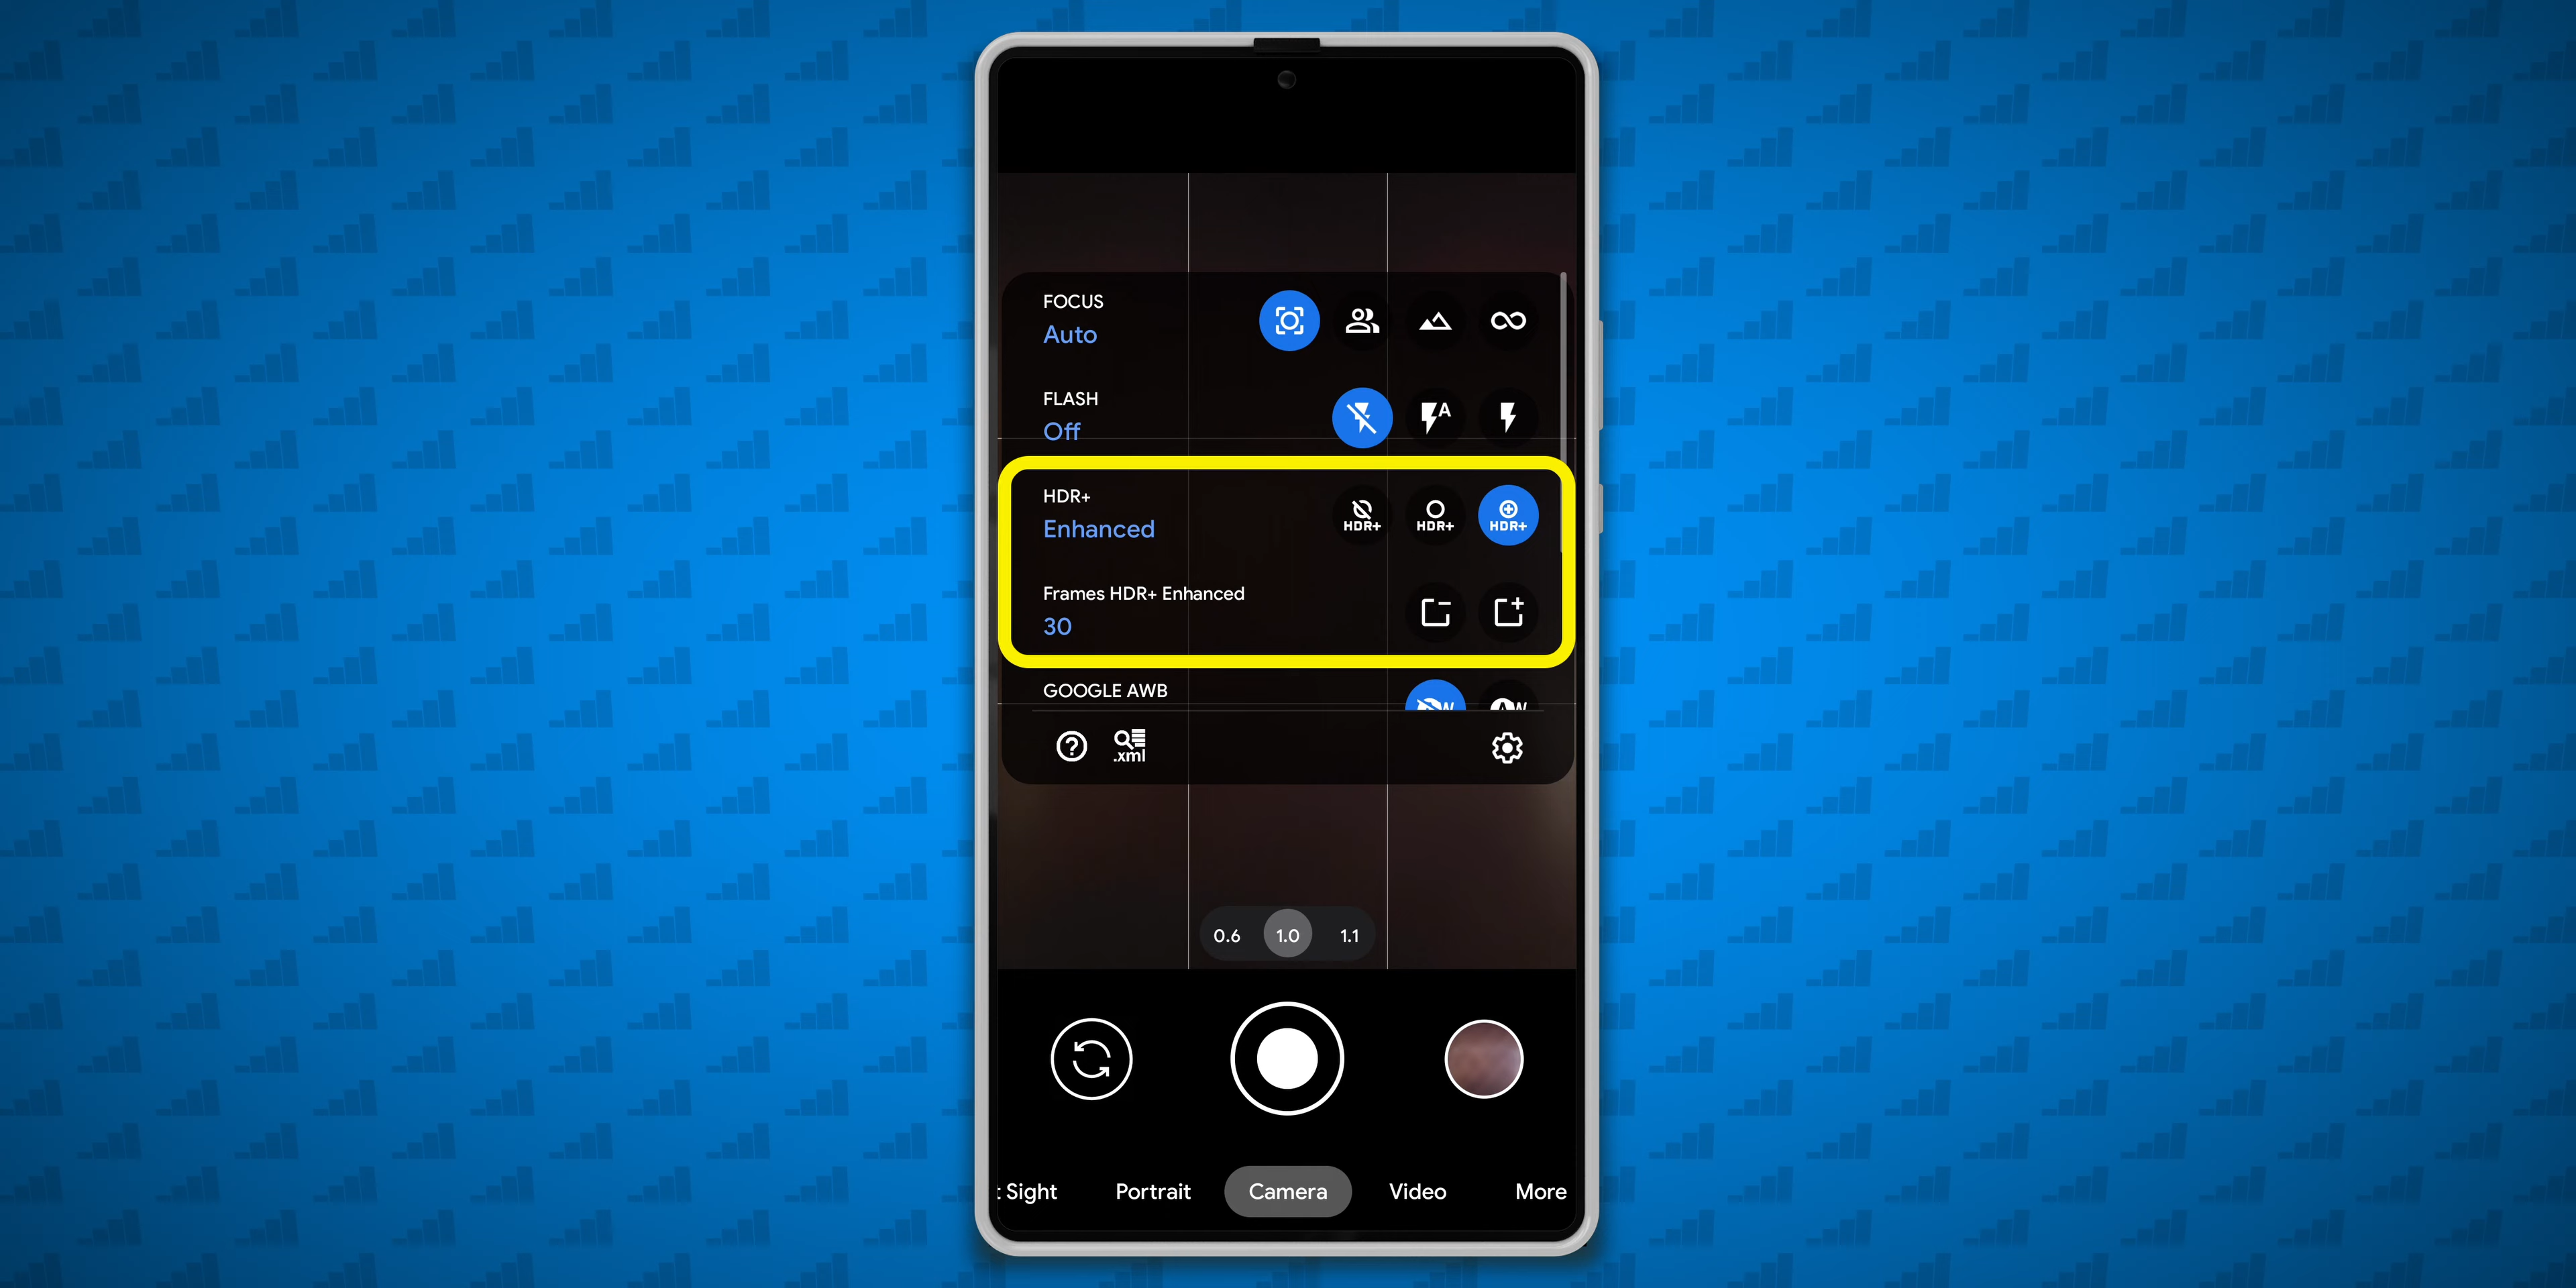 FOCUS
Auto
FLASH
Off
A
HDR+
Enhanced
HDR+ HDR+ HDR+
Frames HDR+ Enhanced
30
GOOGLE AWB
.xml
0.6 1.0 1.1
t Sight Portrait Camera Video More